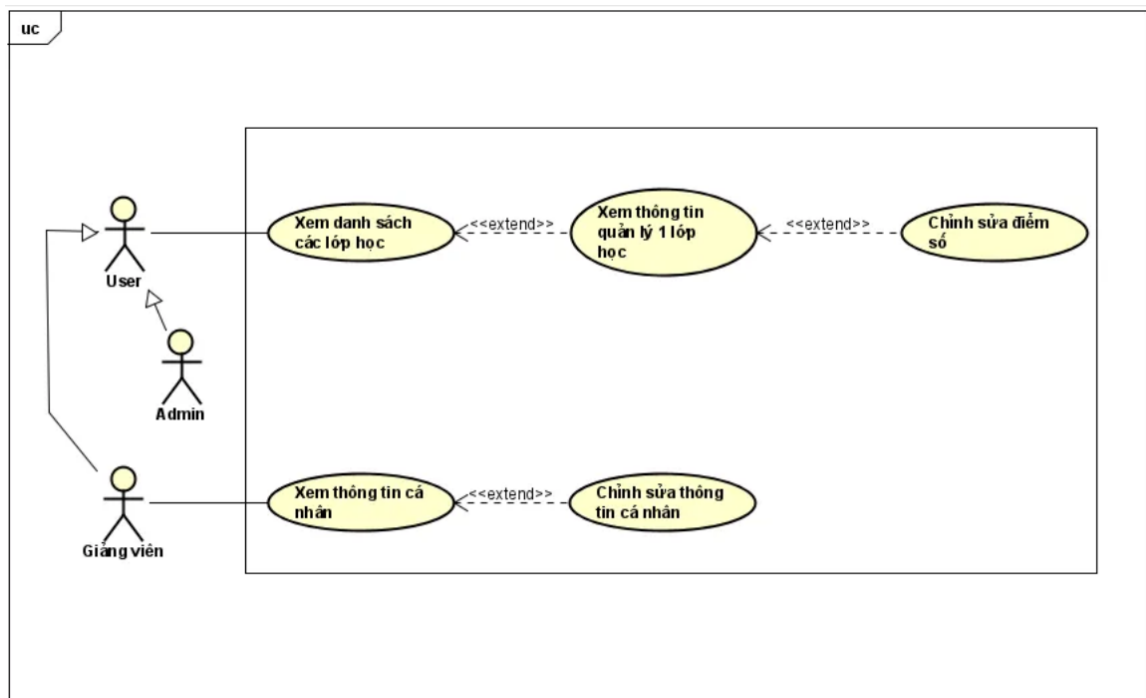 uc
Xem danh sách
các lớp học
<<extend>>
Xem thông tin
quản lý 1 lớp
học
<<extend>>
Chỉnh sửa điểm
số
User
Admin
Xem thông tin cá
nhân
<<extend>>
Chỉnh sửa thông
tin cá nhân
Giảng viên